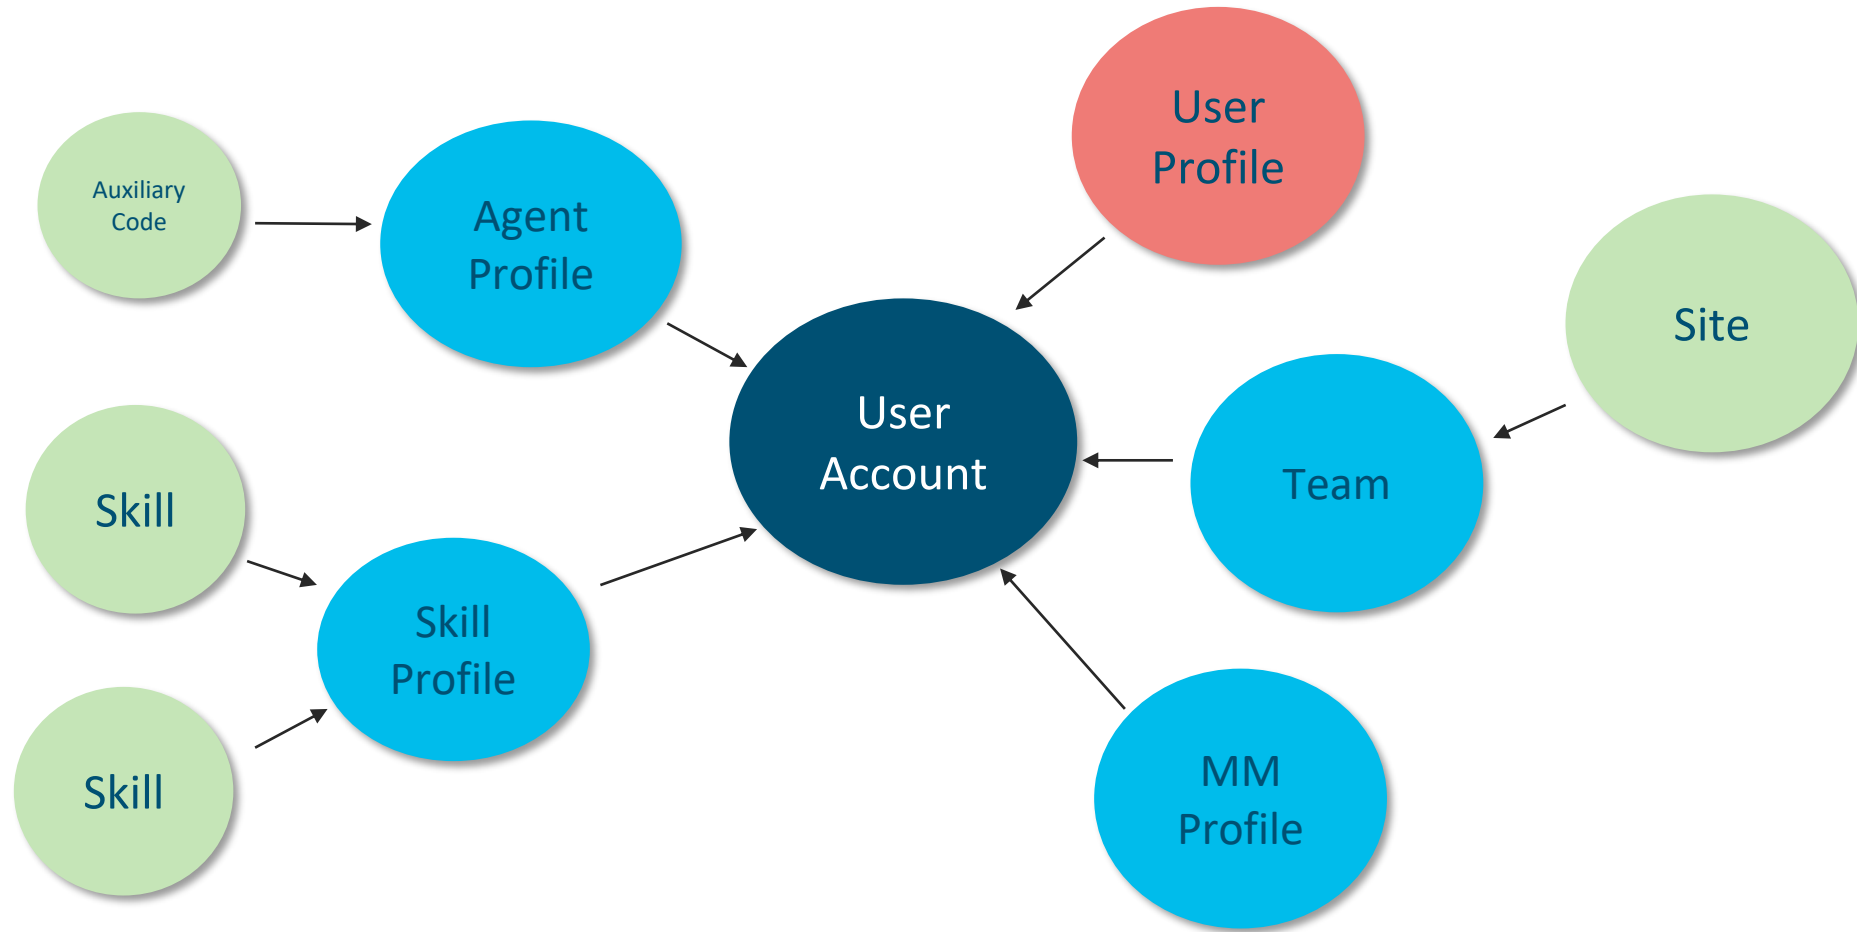 User
Profile
Auxiliary
Code
Agent
Profile
Site
User
Account
Team
Skill
Skill
Profile
MM
Profile
Skill